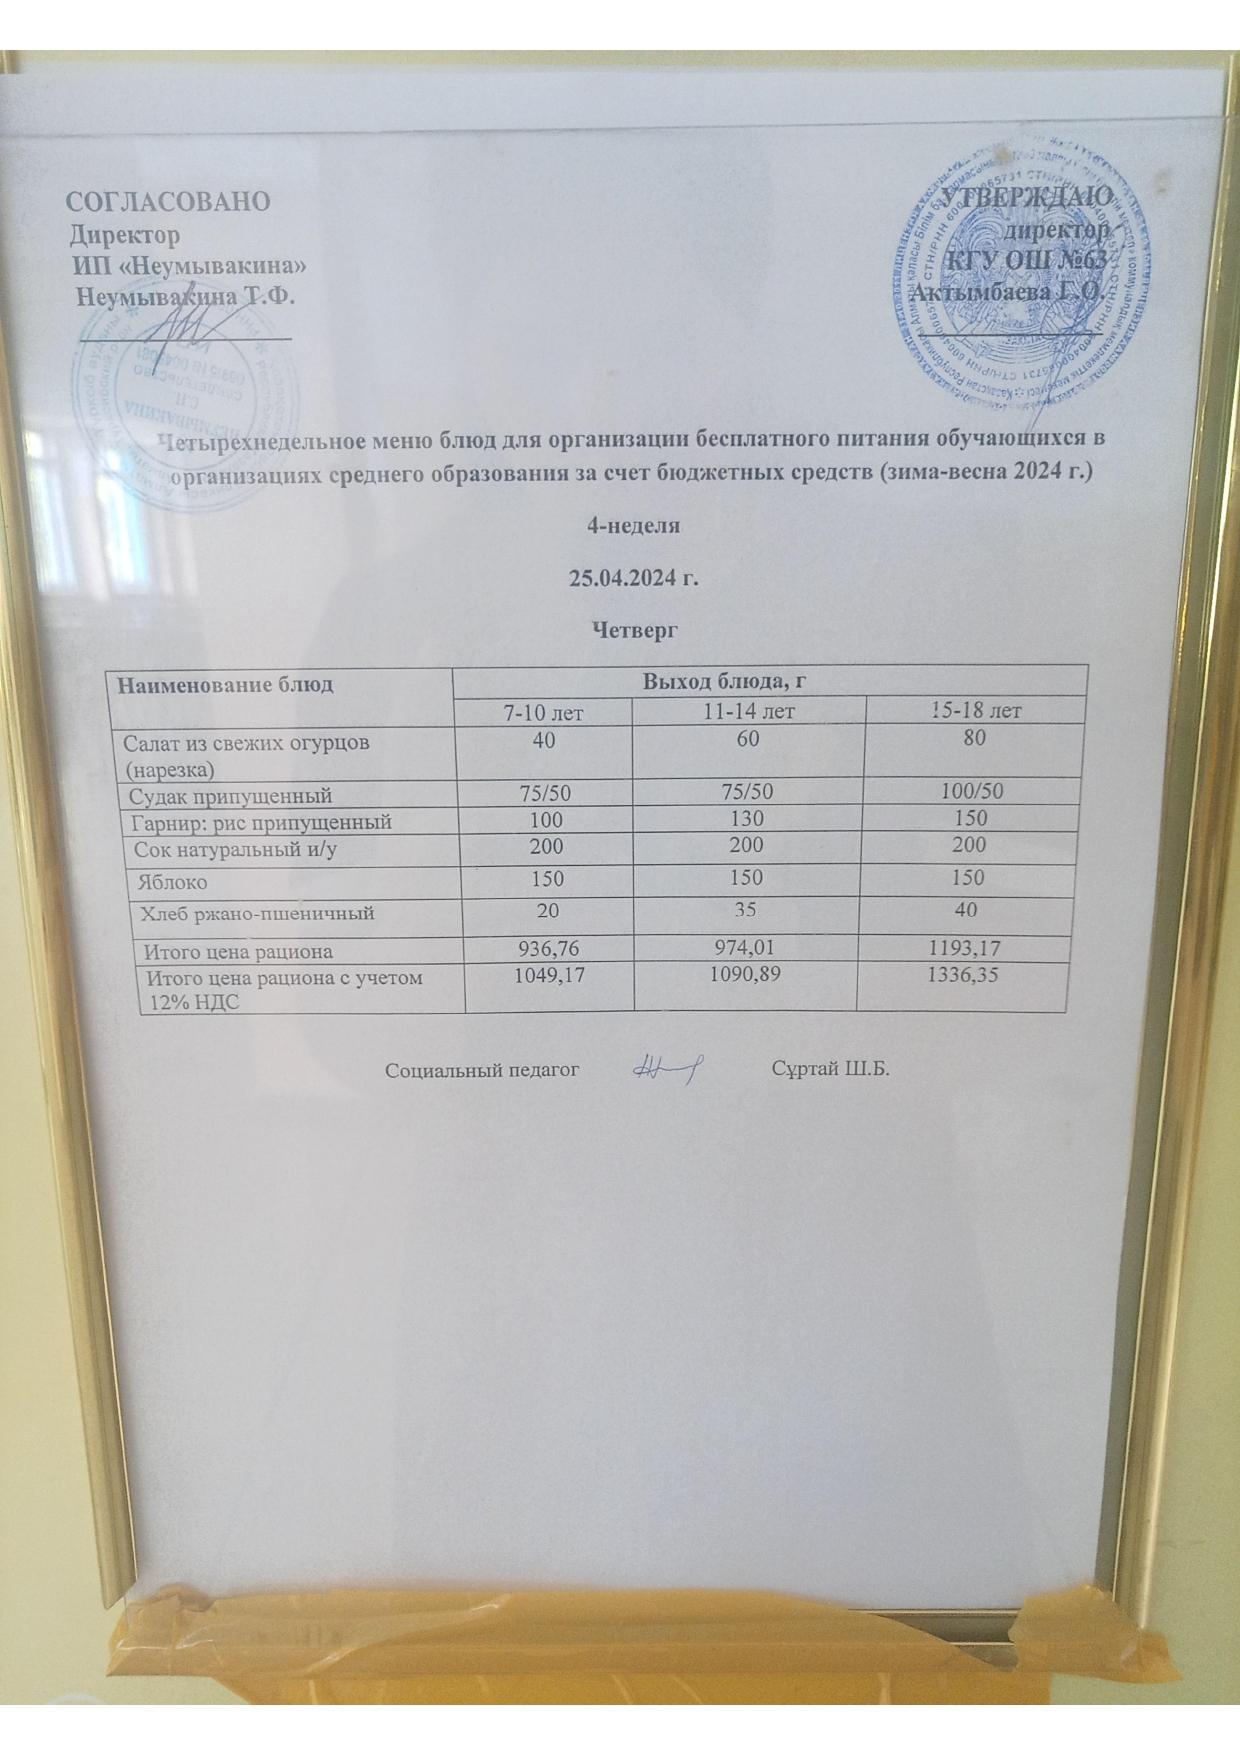 СОГЛАСОВАНО
Директор
ИП «Неумывакина»
Неумывакина Т.Ф.
УТВЕРЖДАЮ
директор
КГУ ОШ №63
Актымбаева Г.О.
Четырехнедельное меню блюд для организации бесплатного питания обучающихся в
организациях среднего образования за счет бюджетных средств (зима-весна 2024 г.)
4-неделя
25.04.2024 г.
Четверг
Наименование блюд Выход блюда, г
7-10 лет 11-14 лет 15-18 лет
Салат из свежих огурцов 40 60 80
(нарезка)
Судак припущенный 75/50 75/50 100/50
Гарнир: рис припущенный 100 130 150
Сок натуральный и/у 200 200 200
Яблоко 150 150 150
Хлеб ржано-пшеничный 20 35 40
Итого цена рациона 936,76 974,01 1193,17
Итого цена рациона с учетом 1049,17 1090,89 1336,35
12% НДС
Социальный педагог Сұртай Ш.Б.